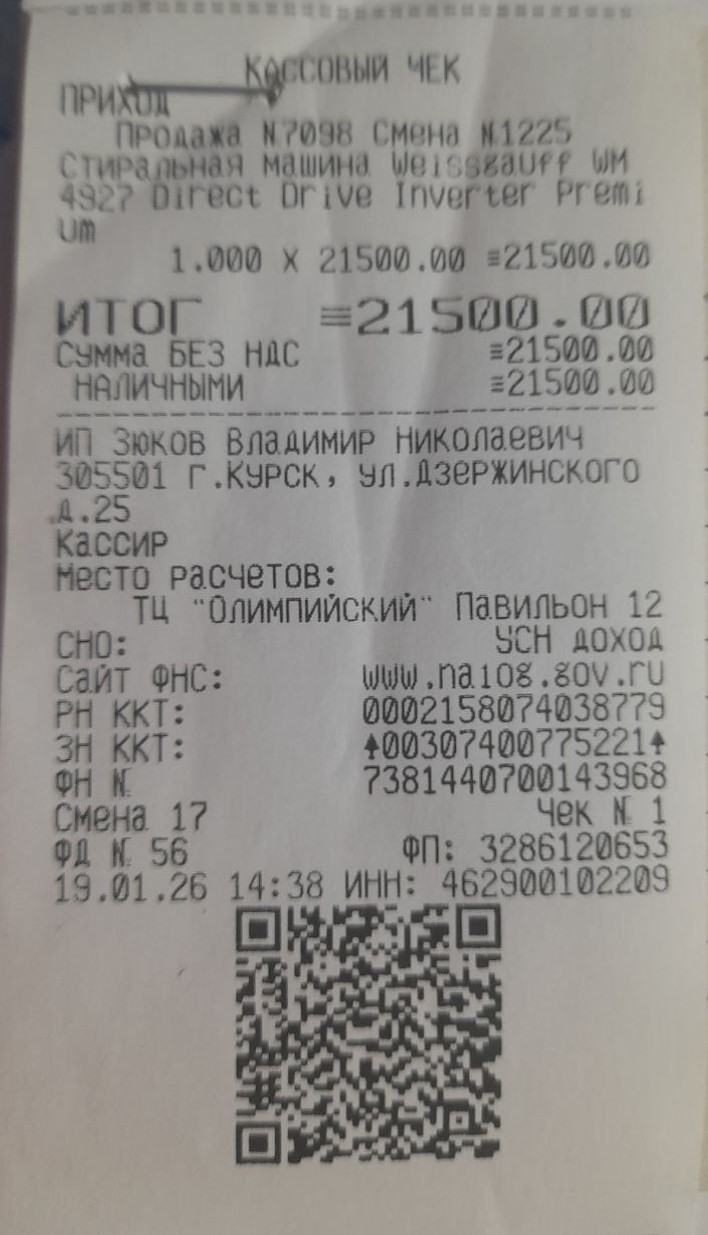 КАССОВЫЙ ЧЕК
ПРИХОД
Продажа N7098 Смена N1225
Стиральная машина Weissgauff WM
4927 Direct Drive Inverter Premi
um
1.000 X 21500.00 ≡21500.00
ИТОГ ≡21500.00
СУММА БЕЗ НДС ≡21500.00
НАЛИЧНЫМИ ≡21500.00
ИП Зюков Владимир Николаевич
305501 г.Курск, ул.Дзержинского
д.25
Кассир
Место расчетов:
ТЦ "Олимпийский" Павильон 12
СНО: УСН ДОХОД
Сайт ФНС: www.nalog.gov.ru
РН ККТ: 0002158074038779
ЗН ККТ: 00307400775221
ФН № 7381440700143968
Смена 17 Чек № 1
ФД № 56 ФП: 3286120653
19.01.26 14:38 ИНН: 462900102209